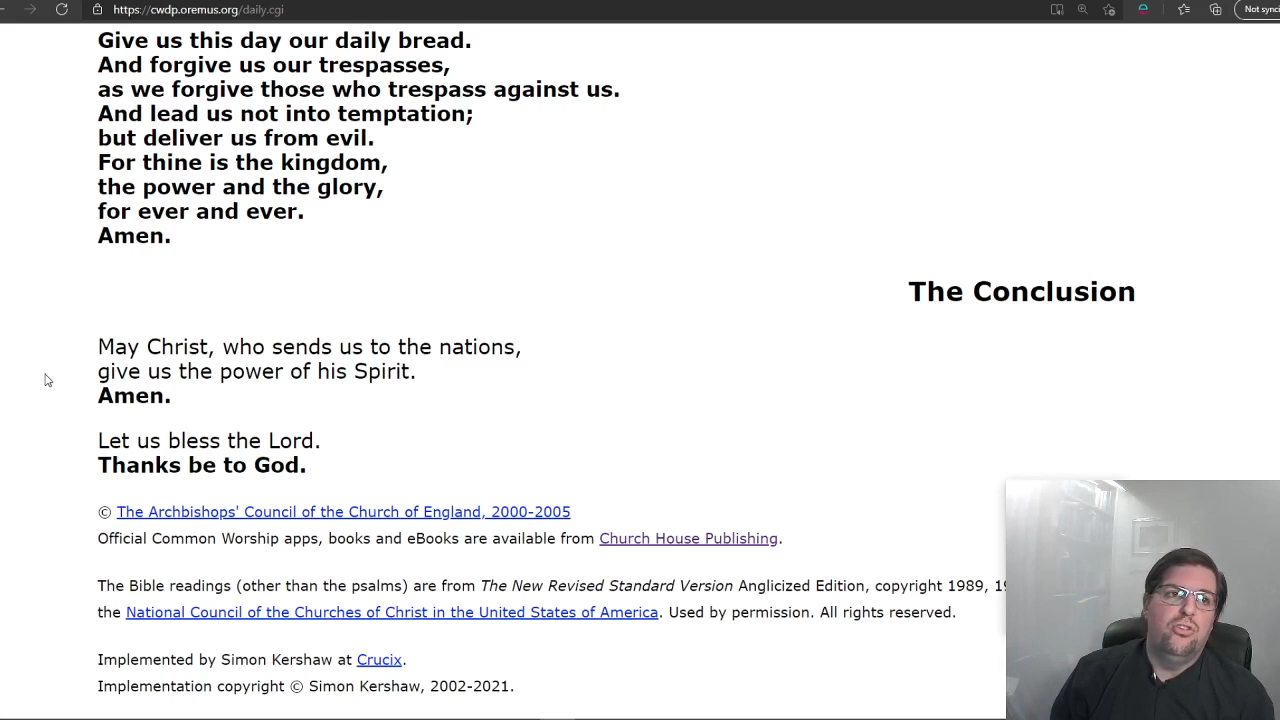 https://cwdp.oremus.org/daily.cgi
Not synci
Give us this day our daily bread.
And forgive us our trespasses,
as we forgive those who trespass against us.
And lead us not into temptation;
but deliver us from evil.
For thine is the kingdom,
the power and the glory,
for ever and ever.
Amen.
The Conclusion
May Christ, who sends us to the nations,
give us the power of his Spirit.
Amen.
Let us bless the Lord.
Thanks be to God.
© The Archbishops' Council of the Church of England, 2000-2005
Official Common Worship apps, books and eBooks are available from Church House Publishing.
The Bible readings (other than the psalms) are from The New Revised Standard Version Anglicized Edition, copyright 1989,
the National Council of the Churches of Christ in the United States of America. Used by permission. All rights reserved.
Implemented by Simon Kershaw at Crucix.
Implementation copyright © Simon Kershaw, 2002-2021.